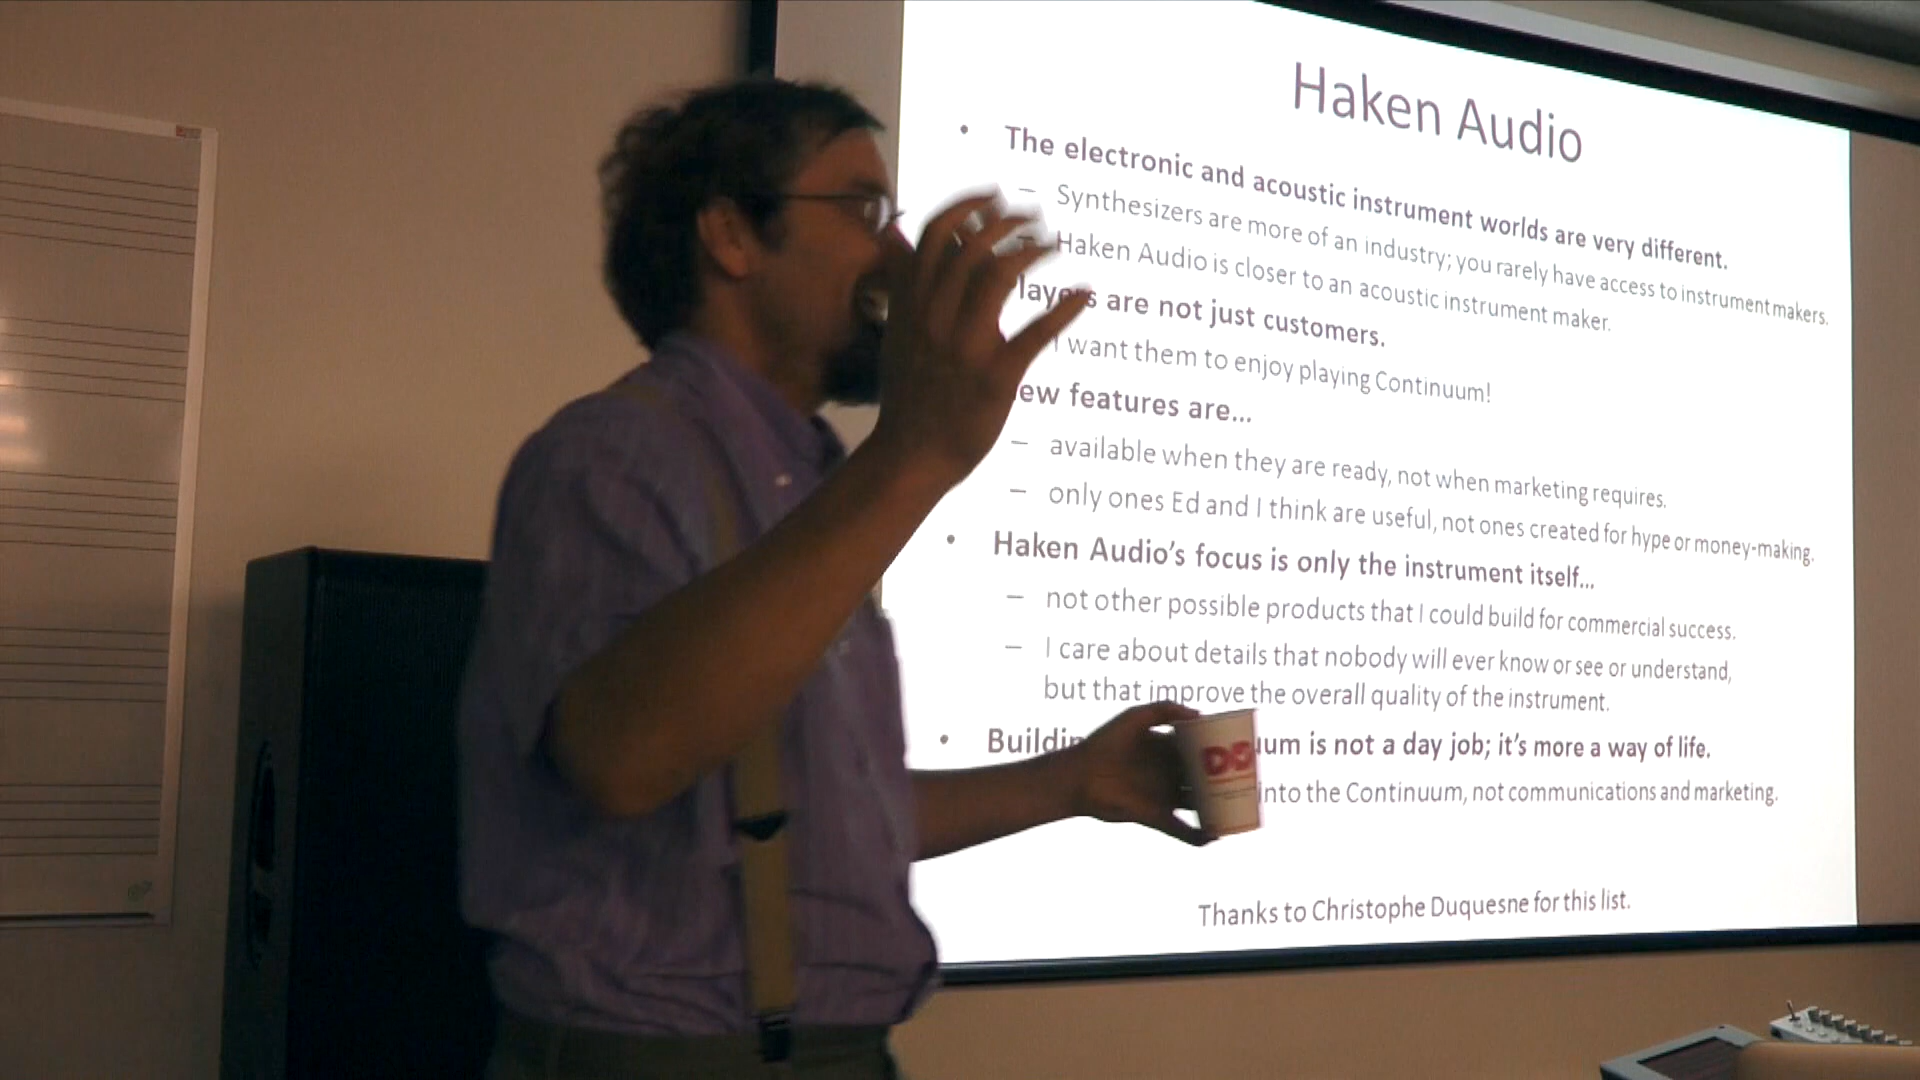 Haken Audio
• The electronic and acoustic instrument worlds are very different.
– Synthesizers are more of an industry; you rarely have access to instrument makers.
– Haken Audio is closer to an acoustic instrument maker.
layers are not just customers.
I want them to enjoy playing Continuum!
ew features are...
– available when they are ready, not when marketing requires.
– only ones Ed and I think are useful, not ones created for hype or money-making.
• Haken Audio's focus is only the instrument itself...
– not other possible products that I could build for commercial success.
– I care about details that nobody will ever know or see or understand,
but that improve the overall quality of the instrument.
• Buildin uum is not a day job; it's more a way of life.
into the Continuum, not communications and marketing.
Thanks to Christophe Duquesne for this list.
DD